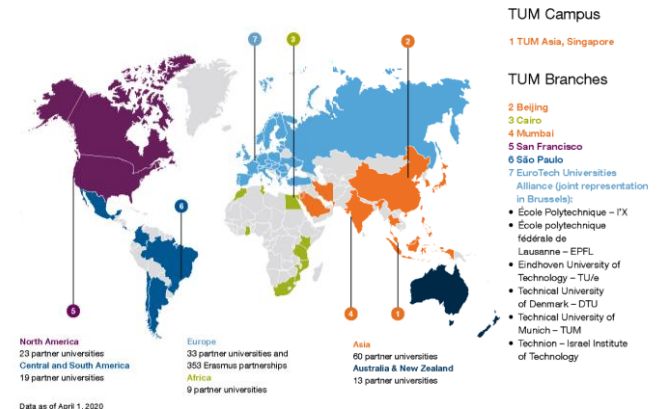 7
3
2
6
5
4
1
North America
23 partner universities
Central and South America
19 partner universities
Europe
33 partner universities and
353 Erasmus partnerships
Africa
9 partner universities
Asia
60 partner universities
Australia & New Zealand
13 partner universities
Data as of April 1, 2020
TUM Campus
1 TUM Asia, Singapore
TUM Branches
2 Beijing
3 Cairo
4 Mumbai
5 San Francisco
6 São Paulo
7 EuroTech Universities
Alliance (joint representation
in Brussels):
• École Polytechnique – l'X
• École polytechnique
fédérale de
Lausanne – EPFL
• Eindhoven University of
Technology – TU/e
• Technical University
of Denmark – DTU
• Technical University of
Munich – TUM
• Technion – Israel Institute
of Technology